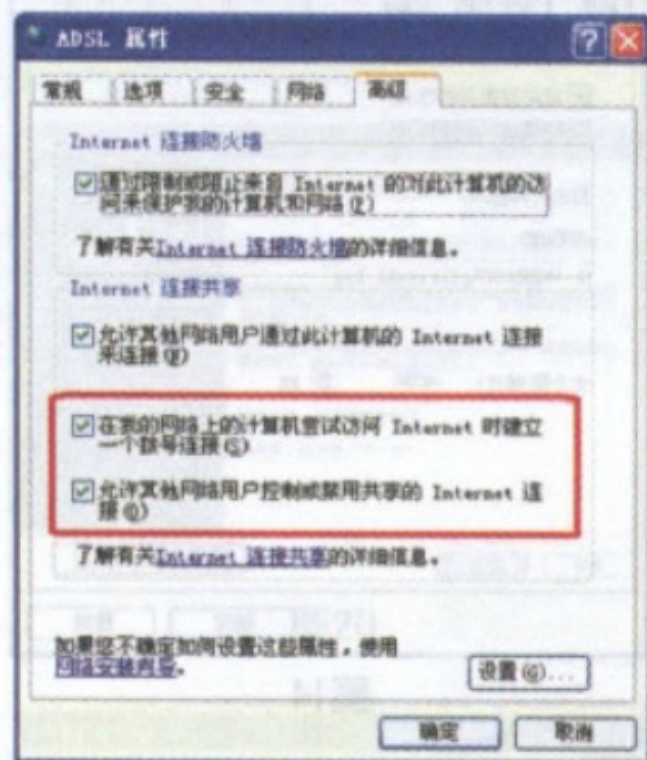 ADSL 属性
常规 选项 安全 网络 高级
Internet 连接防火墙
通过限制或阻止来自 Internet 的对此计算机的访
问来保护我的计算机和网络(P)
了解有关Internet 连接防火墙的详细信息。
Internet 连接共享
允许其他网络用户通过此计算机的 Internet 连接
来连接(N)
在我的网络上的计算机尝试访问 Internet 时建立
一个拨号连接(S)
允许其他网络用户控制或禁用共享的 Internet 连
接(O)
了解有关Internet 连接共享的详细信息。
如果您不确定如何设置这些属性，使用
网络安装向导。
设置(G)...
确定 取消